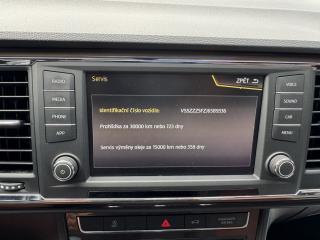 Servis
ZPĚT
Identifikační číslo vozidla:
Prohlídka za 30000 km nebo 723 dny
Servis výměny oleje za 15000 km nebo 358 dny
RADIO
MEDIA
PHONE
APP
VOICE
SOUND
CAR
MENU